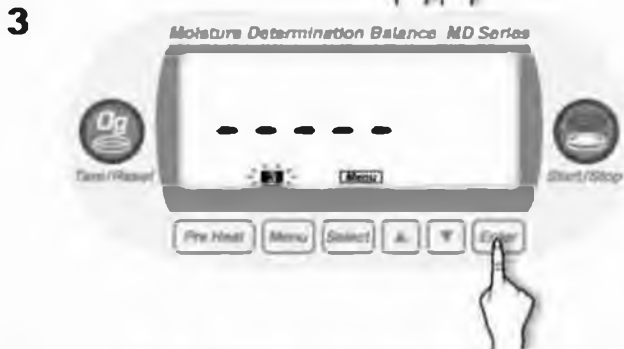 3
Moisture Determination Balance MD Series
0g
- - - - -
Menu
Tare/Reset
Start/Stop
Pre Heat Menu Select ▲ ▼ Enter